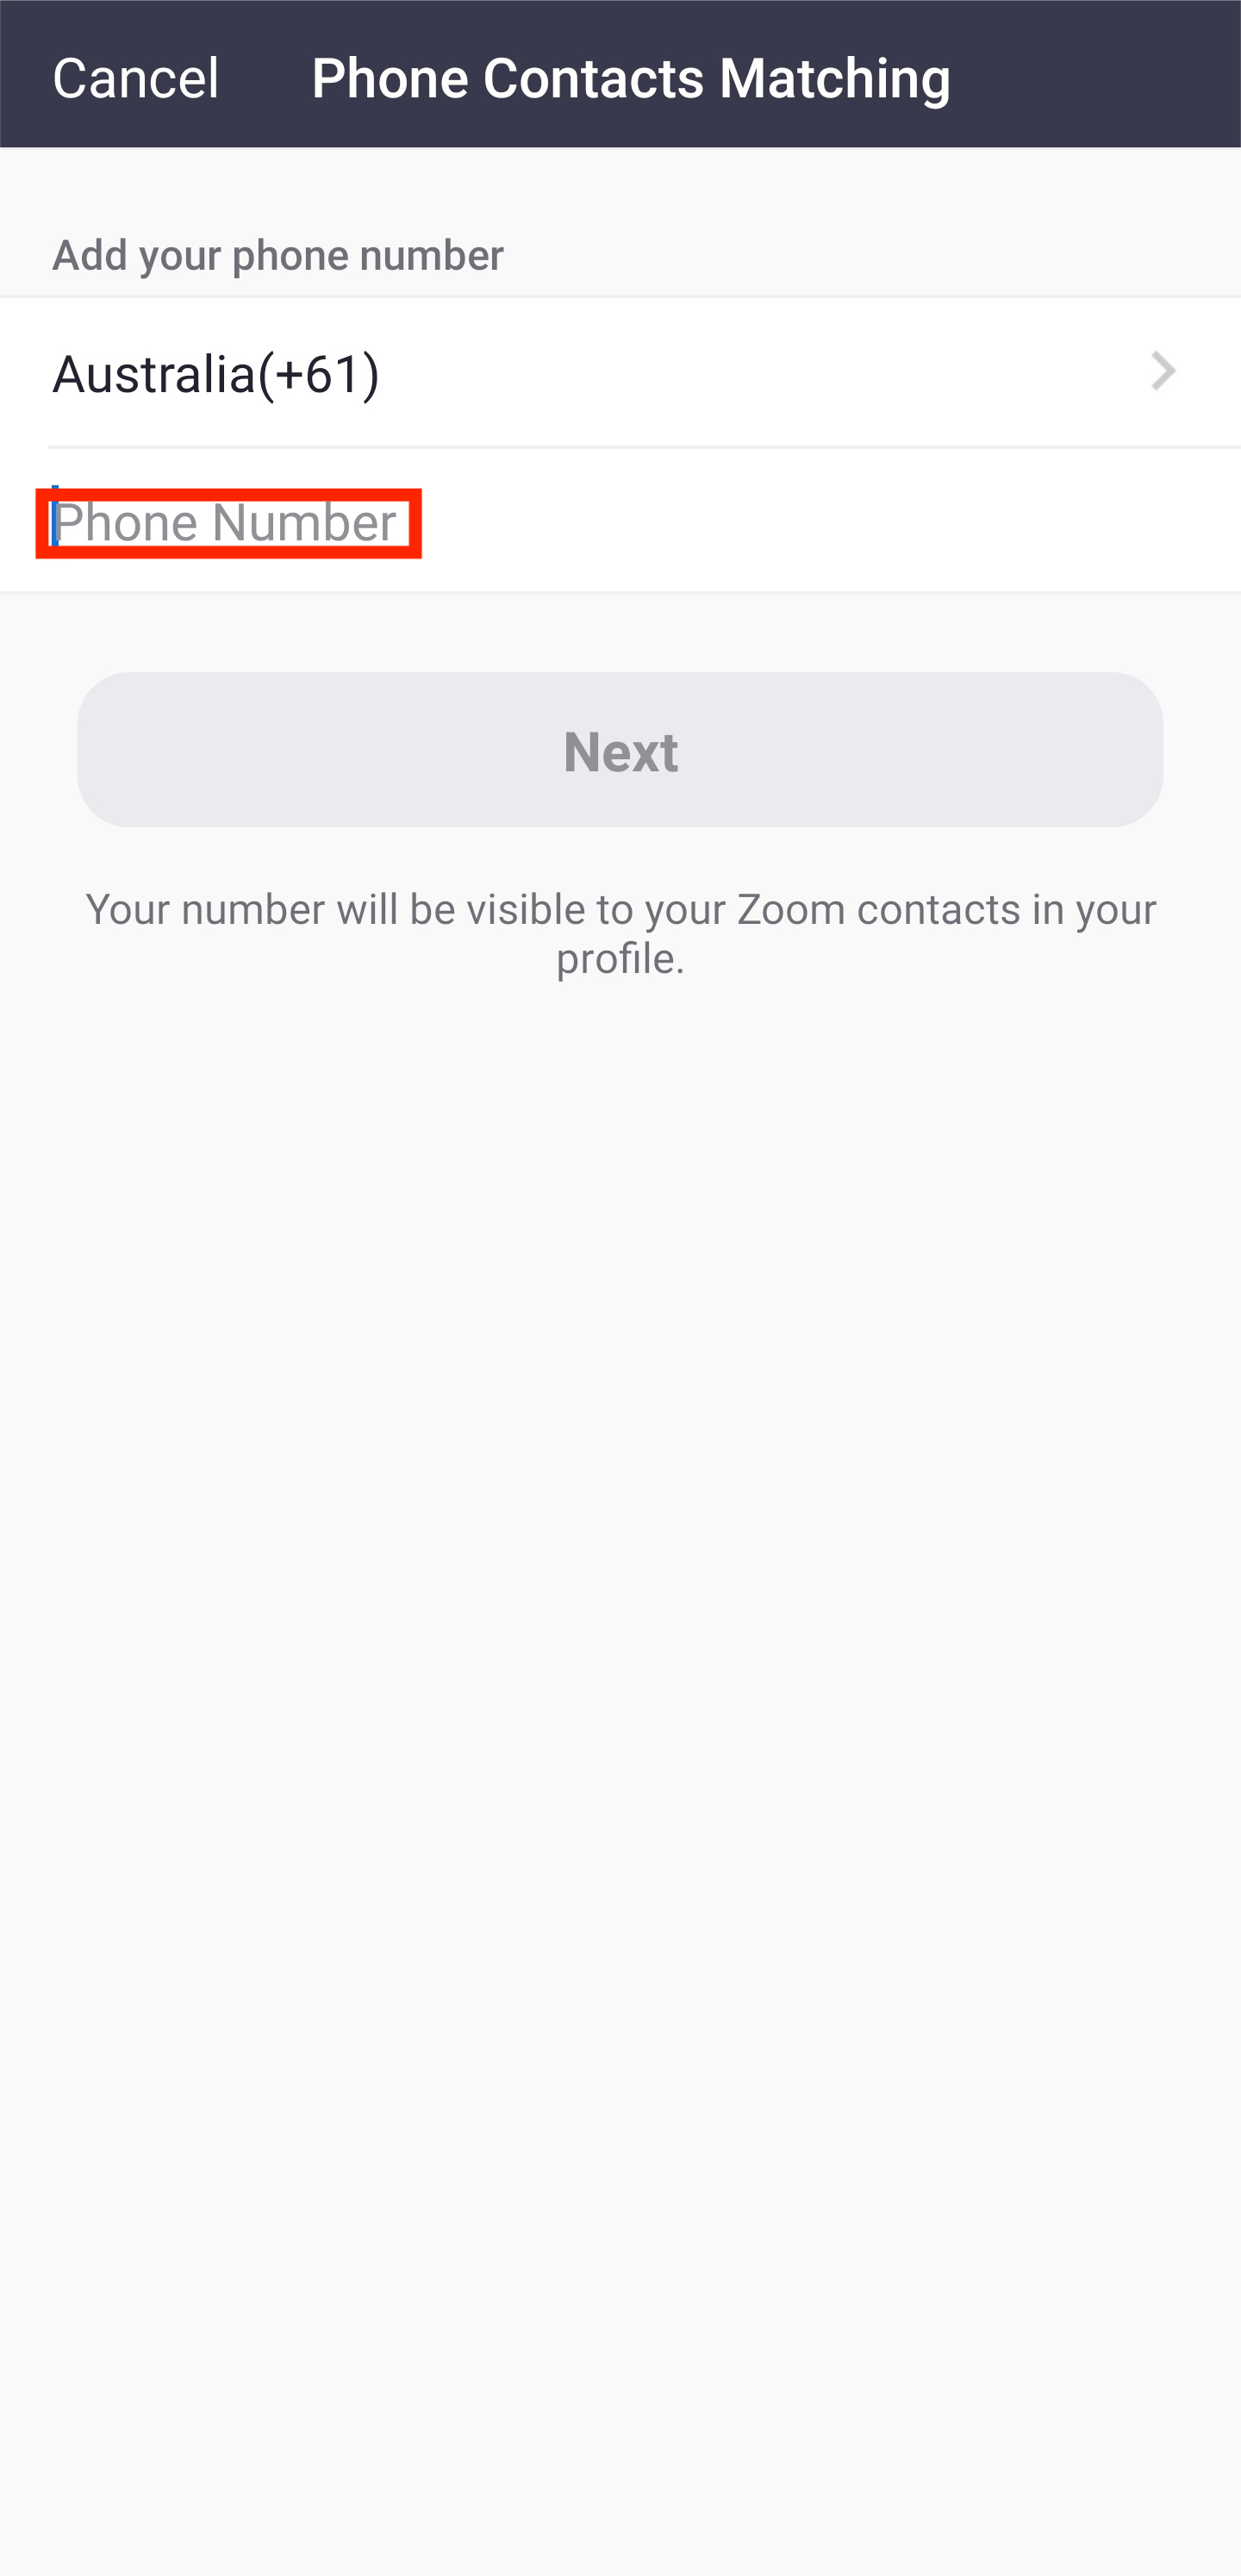 Cancel Phone Contacts Matching
Add your phone number
Australia(+61)
Phone Number
Next
Your number will be visible to your Zoom contacts in your
profile.